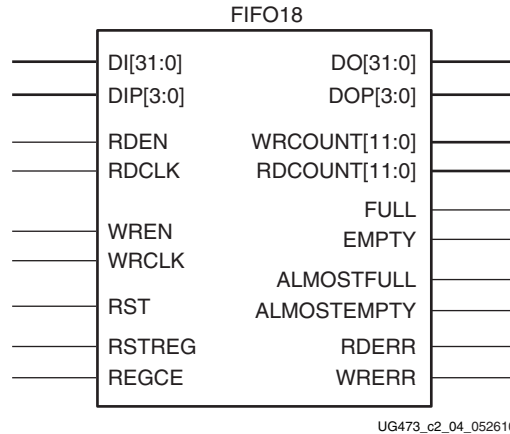 FIFO18
DI[31:0] DO[31:0]
DIP[3:0] DOP[3:0]
RDEN WRCOUNT[11:0]
RDCLK RDCOUNT[11:0]
FULL
WREN EMPTY
WRCLK
ALMOSTFULL
RST ALMOSTEMPTY
RSTREG RDERR
REGCE WRERR
UG473_c2_04_052610